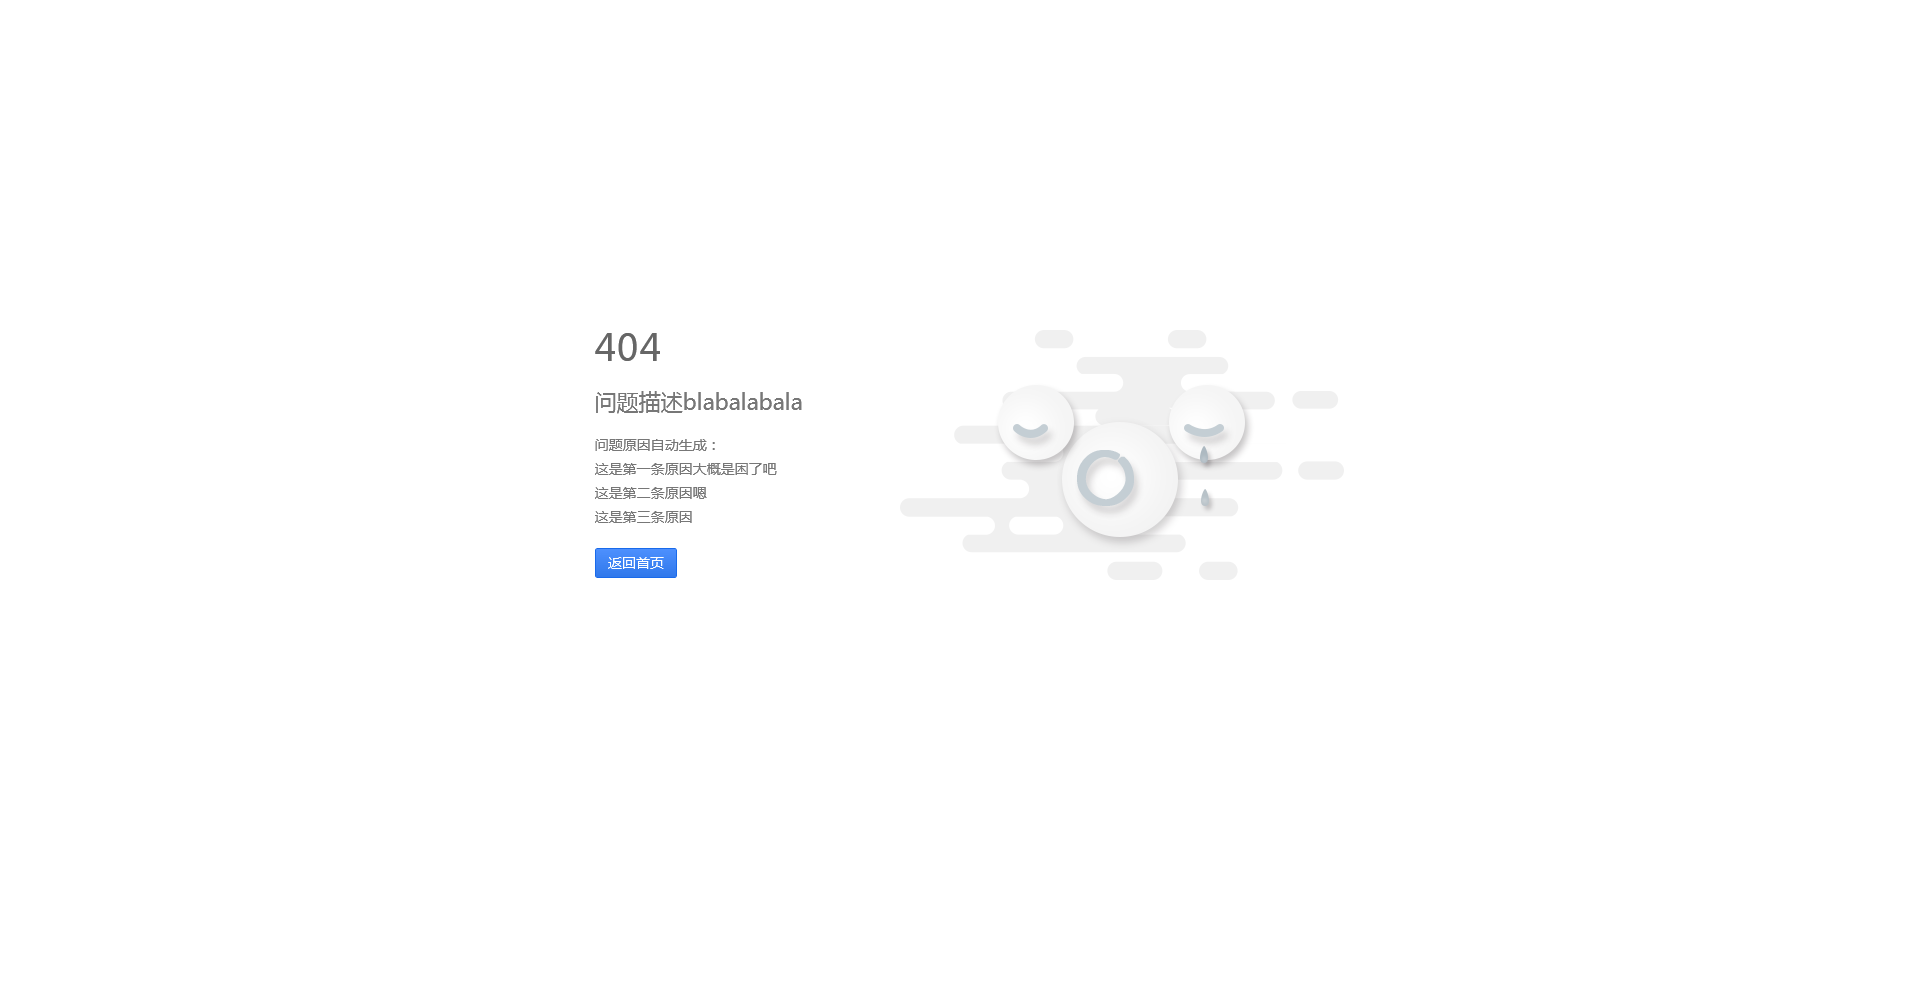 404
问题描述blabalabala
问题原因自动生成：
这是第一条原因大概是困了吧
这是第二条原因嗯
这是第三条原因
返回首页